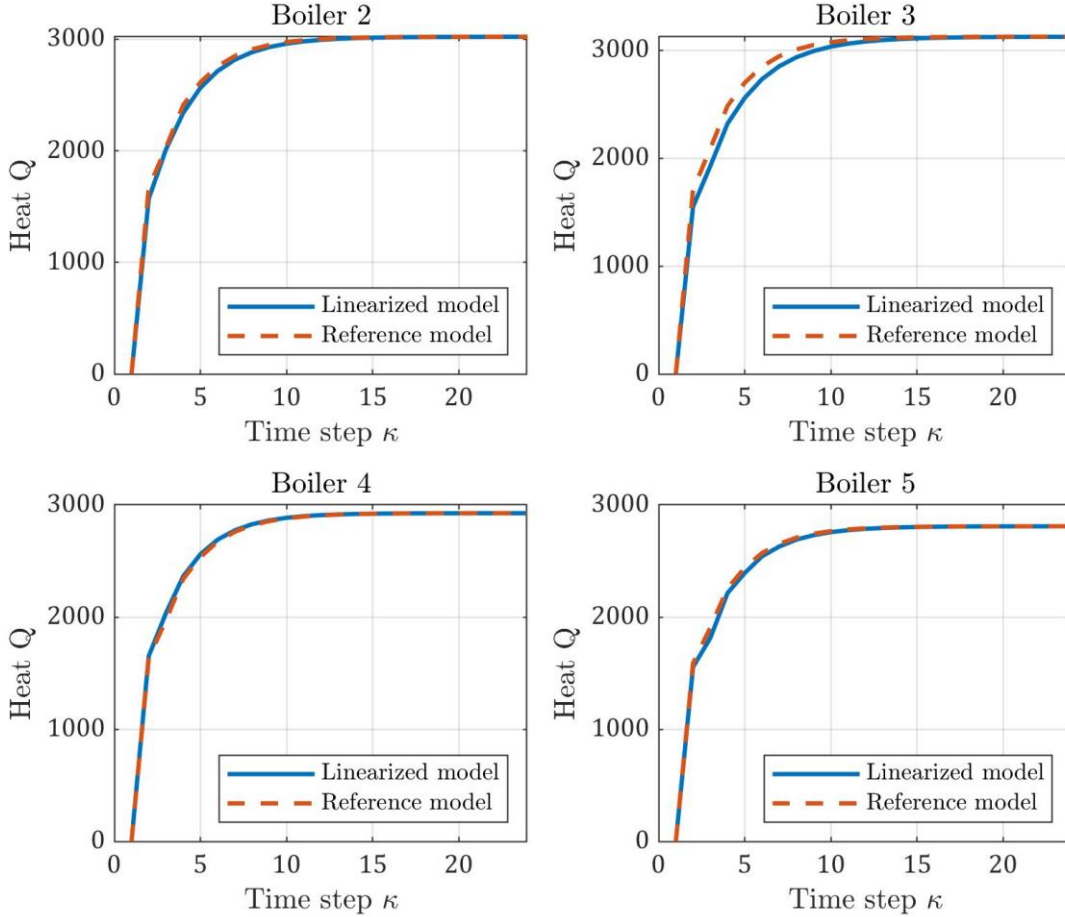 Boiler 2
3000
2000
1000
0
Heat Q
Linearized model
Reference model
0 5 10 15 20
Time step κ
Boiler 3
3000
2000
1000
0
Heat Q
Linearized model
Reference model
0 5 10 15 20
Time step κ
Boiler 4
3000
2000
1000
0
Heat Q
Linearized model
Reference model
0 5 10 15 20
Time step κ
Boiler 5
3000
2000
1000
0
Heat Q
Linearized model
Reference model
0 5 10 15 20
Time step κ